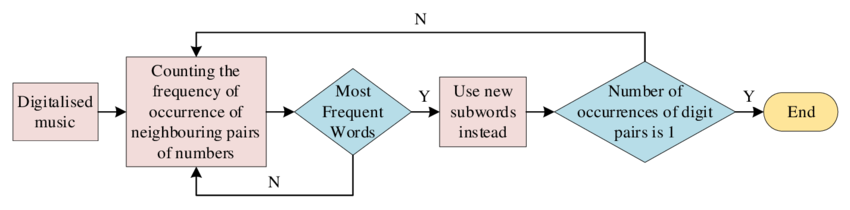 N
Digitalised
music
Counting the
frequency of
occurrence of
neighbouring pairs
of numbers
Most
Frequent
Words
Y
Use new
subwords
instead
Number of
occurrences of digit
pairs is 1
Y
End
N